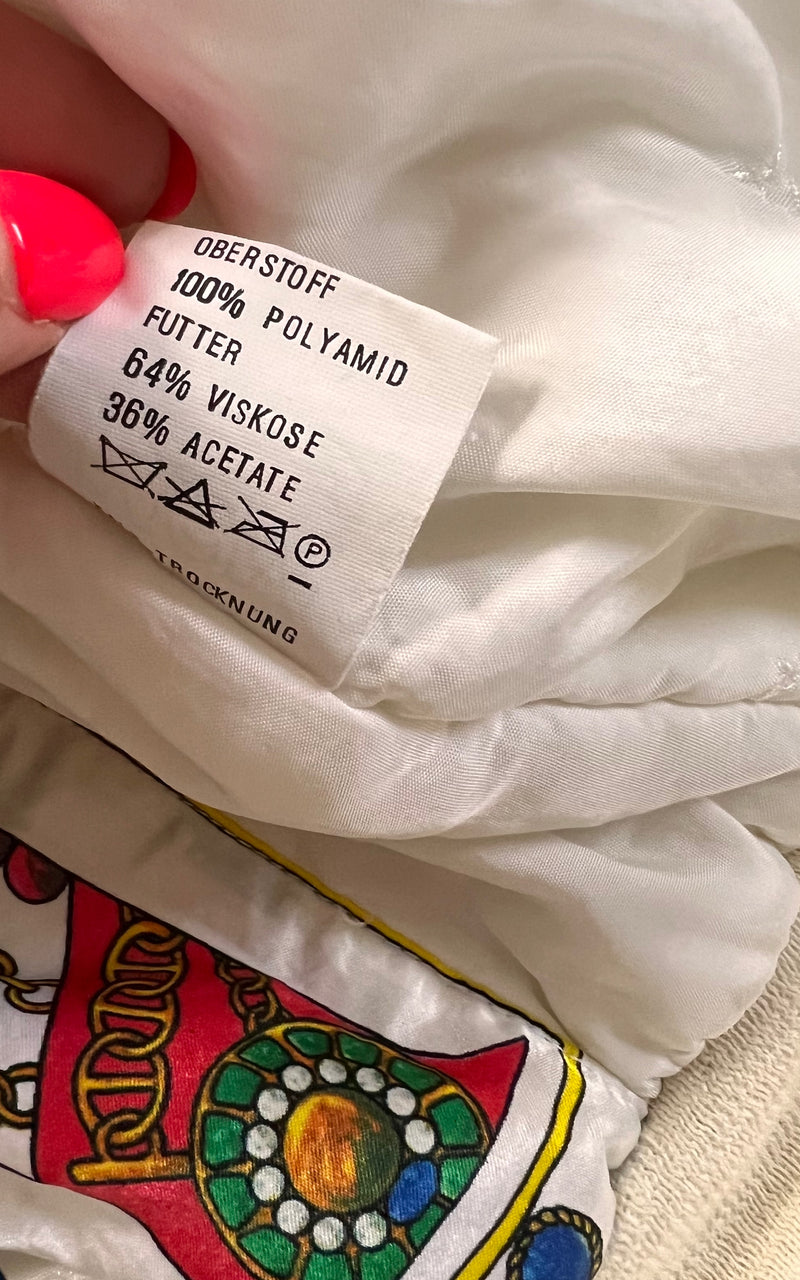 OBERSTOFF
100% POLYAMID
FUTTER
64% VISKOSE
36% ACETATE
P
TROCKNUNG